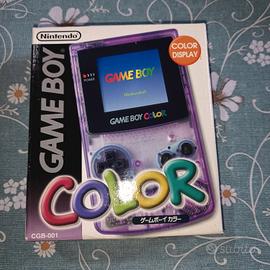 Nintendo
COLOR
DISPLAY
GAME BOY
POWER
GAME BOY
Nintendo
GAME BOY COLOR
COLOR
ゲームボーイカラー
CGB-001
subito